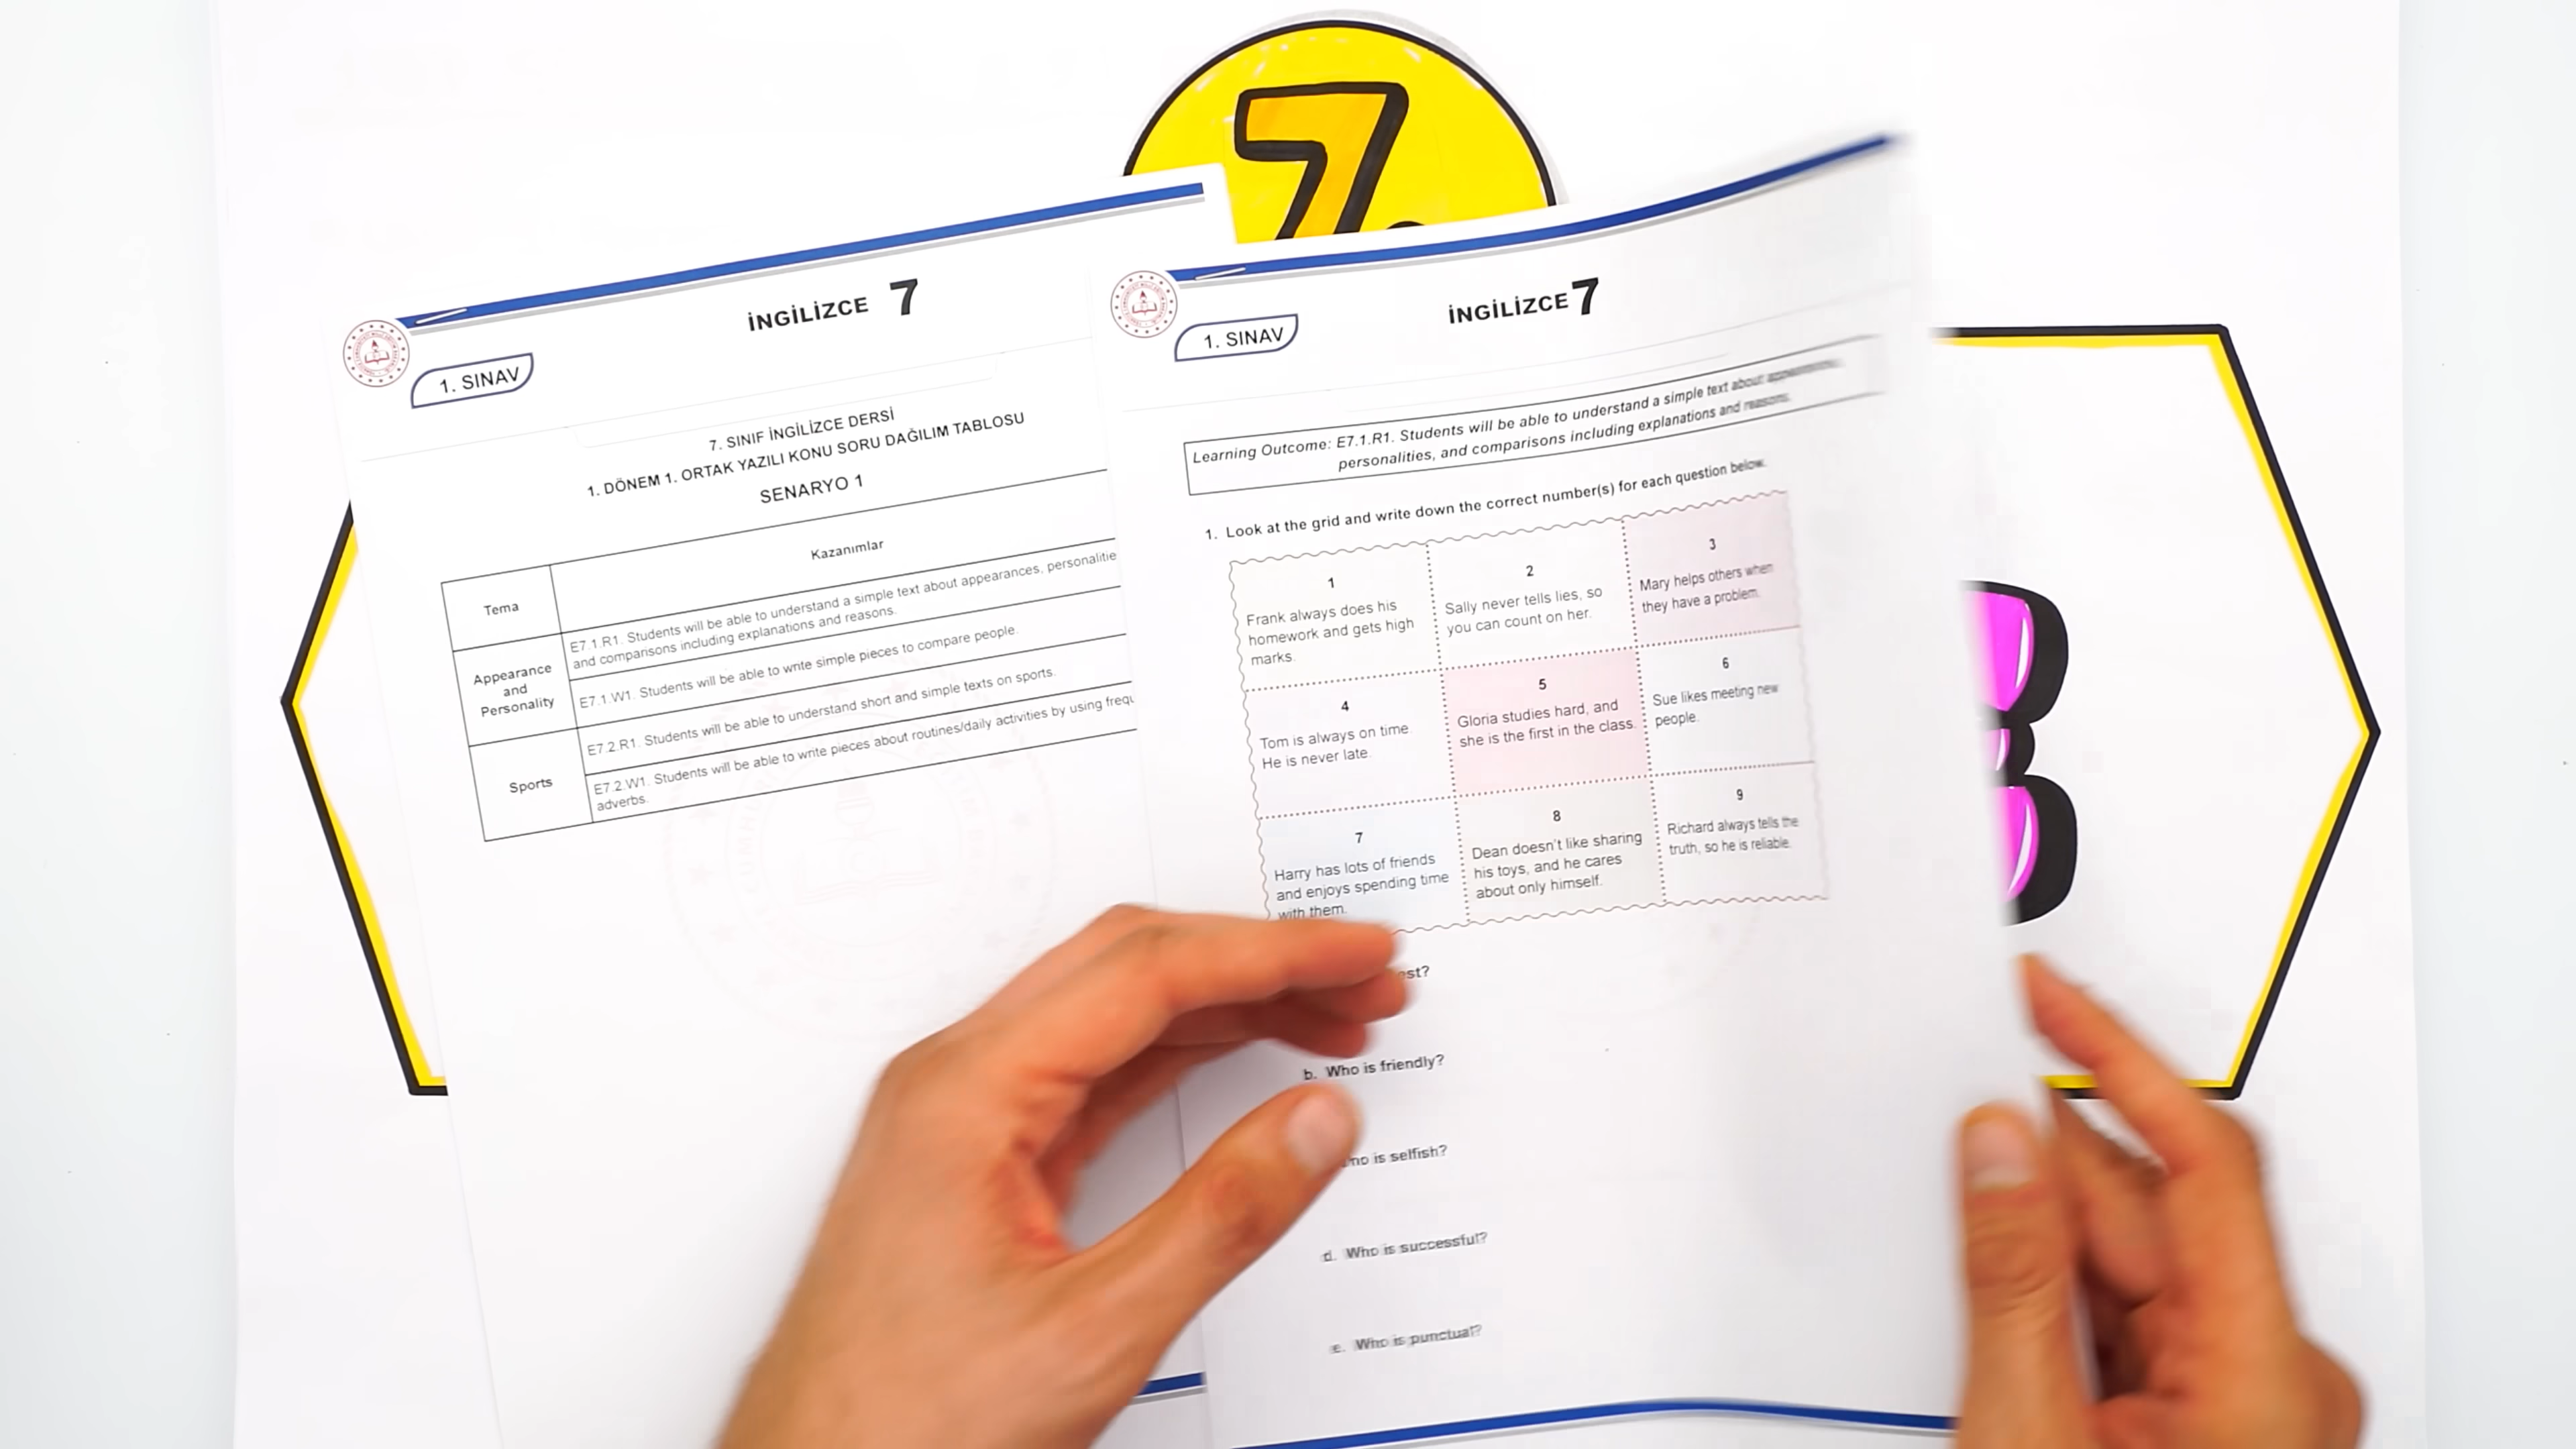 7.
İNGİLİZCE 7
1. SINAV
7. SINIF İNGİLİZCE DERSİ
1. DÖNEM 1. ORTAK YAZILI KONU SORU DAĞILIM TABLOSU
SENARYO 1
Tema
Kazanımlar
Appearance
and
Personality
E7.1.R1. Students will be able to understand a simple text about appearances, personalitie
and comparisons including explanations and reasons.
E7.1.W1. Students will be able to write simple pieces to compare people.
Sports
E7.2.R1. Students will be able to understand short and simple texts on sports.
E7.2.W1. Students will be able to write pieces about routines/daily activities by using frequ
adverbs.
İNGİLİZCE 7
1. SINAV
Learning Outcome: E7.1.R1. Students will be able to understand a simple text about
personalities, and comparisons including explanations and reasons.
1. Look at the grid and write down the correct number(s) for each question below.
1
Frank always does his
homework and gets high
marks.
2
Sally never tells lies, so
you can count on her.
3
Mary helps others when
they have a problem.
4
Tom is always on time.
He is never late.
5
Gloria studies hard, and
she is the first in the class.
6
Sue likes meeting new
people.
7
Harry has lots of friends
and enjoys spending time
with them.
8
Dean doesn't like sharing
his toys, and he cares
about only himself.
9
Richard always tells the
truth, so he is reliable.
est?
b. Who is friendly?
ho is selfish?
d. Who is successful?
e. Who is punctual?